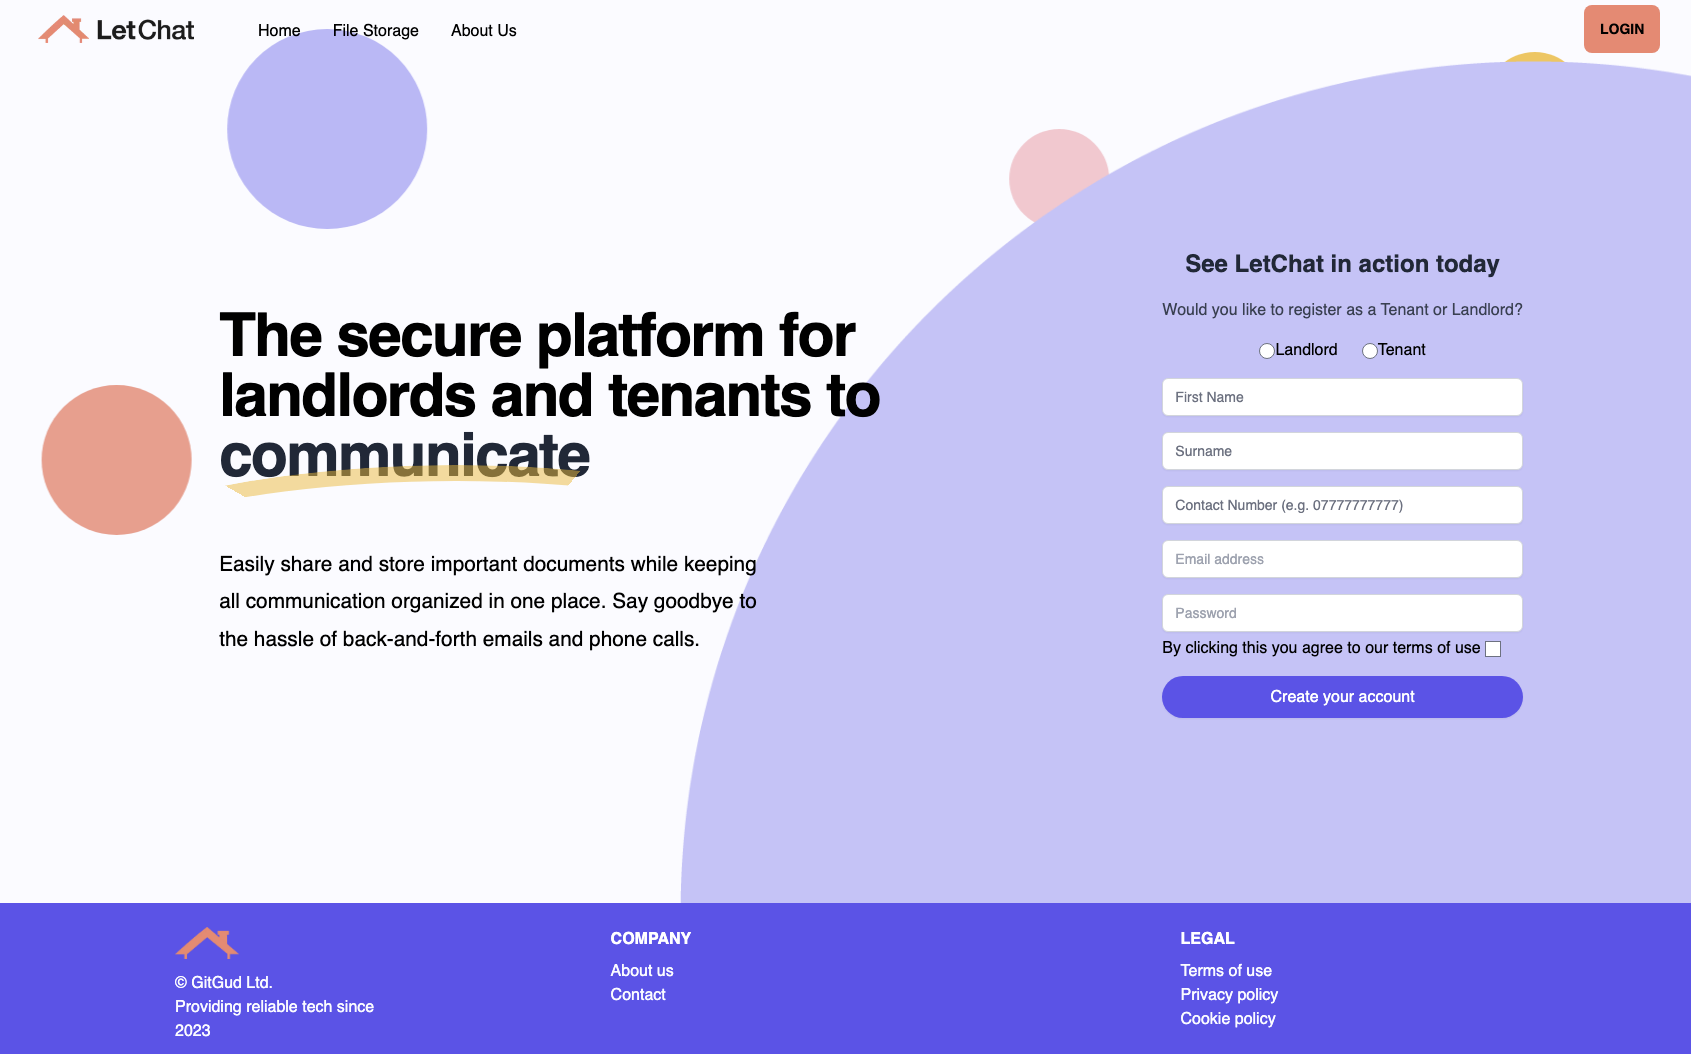 LetChat
Home
File Storage
About Us
LOGIN
The secure platform for
landlords and tenants to
communicate
Easily share and store important documents while keeping
all communication organized in one place. Say goodbye to
the hassle of back-and-forth emails and phone calls.
See LetChat in action today
Would you like to register as a Tenant or Landlord?
Landlord
Tenant
First Name
Surname
Contact Number (e.g. 07777777777)
Email address
Password
By clicking this you agree to our terms of use
Create your account
© GitGud Ltd.
Providing reliable tech since
2023
COMPANY
About us
Contact
LEGAL
Terms of use
Privacy policy
Cookie policy